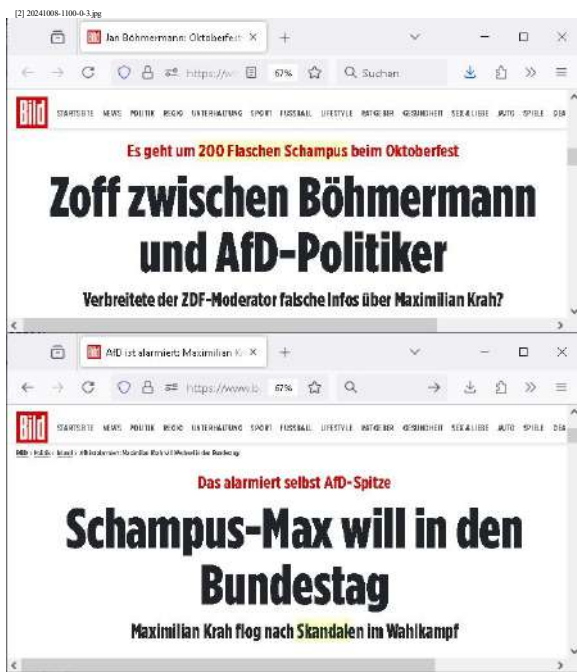 [2] 20241008-1100-0-3.jpg
Jan Böhmermann: Oktoberfest
67% Suchen
Bild STARTSEITE NEWS POLITIK REGIO UNTERHALTUNG SPORT FUSSBALL LIFESTYLE RATGEBER GESUNDHEIT SEX & LIEBE AUTO SPIELE
Es geht um 200 Flaschen Schampus beim Oktoberfest
Zoff zwischen Böhmermann
und AfD-Politiker
Verbreitete der ZDF-Moderator falsche Infos über Maximilian Krah?
AfD ist alarmiert: Maximilian K
https://www.b 67%
Bild STARTSEITE NEWS POLITIK REGIO UNTERHALTUNG SPORT FUSSBALL LIFESTYLE RATGEBER GESUNDHEIT SEX & LIEBE AUTO SPIELE
Das alarmiert selbst AfD-Spitze
Schampus-Max will in den
Bundestag
Maximilian Krah flog nach Skandalen im Wahlkampf